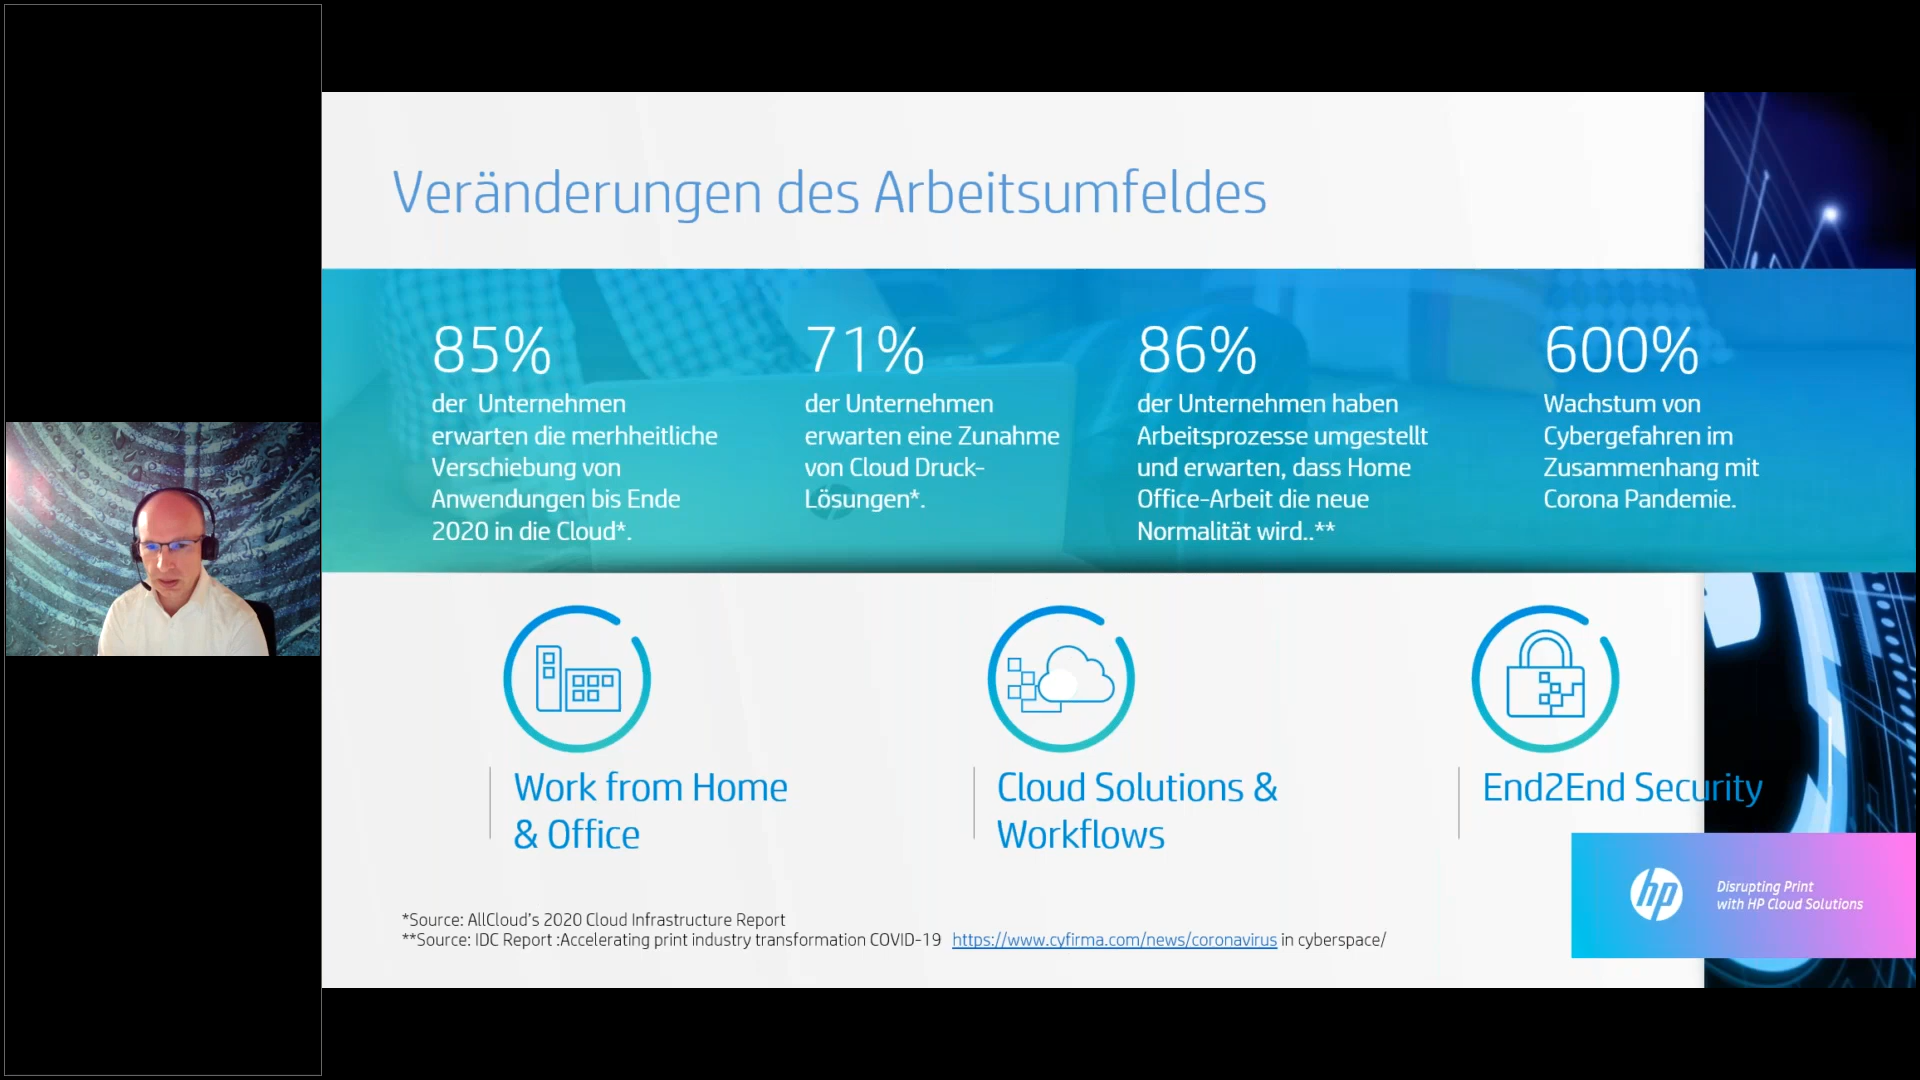 Veränderungen des Arbeitsumfeldes
85%
der Unternehmen
erwarten die merhheitliche
Verschiebung von
Anwendungen bis Ende
2020 in die Cloud*.
71%
der Unternehmen
erwarten eine Zunahme
von Cloud Druck-
Lösungen*.
86%
der Unternehmen haben
Arbeitsprozesse umgestellt
und erwarten, dass Home
Office-Arbeit die neue
Normalität wird..**
600%
Wachstum von
Cybergefahren im
Zusammenhang mit
Corona Pandemie.
Work from Home
& Office
Cloud Solutions &
Workflows
End2End Security
hp
Disrupting Print
with HP Cloud Solutions
*Source: AllCloud's 2020 Cloud Infrastructure Report
**Source: IDC Report :Accelerating print industry transformation COVID-19 https://www.cyfirma.com/news/coronavirus in cyberspace/